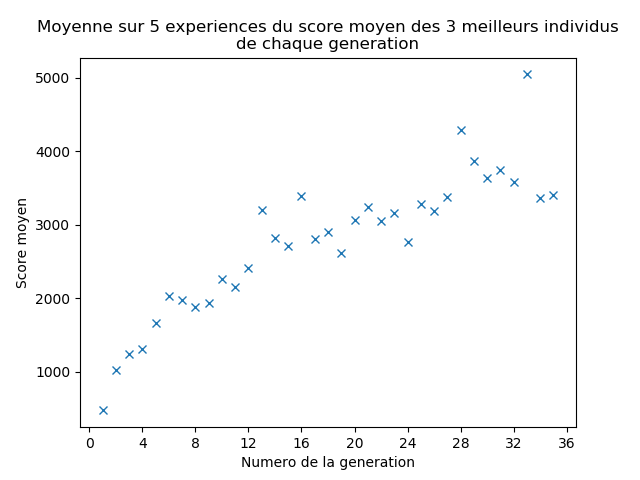 Moyenne sur 5 experiences du score moyen des 3 meilleurs individus
de chaque generation
5000
4000
3000
2000
1000
Score moyen
0 4 8 12 16 20 24 28 32 36
Numero de la generation